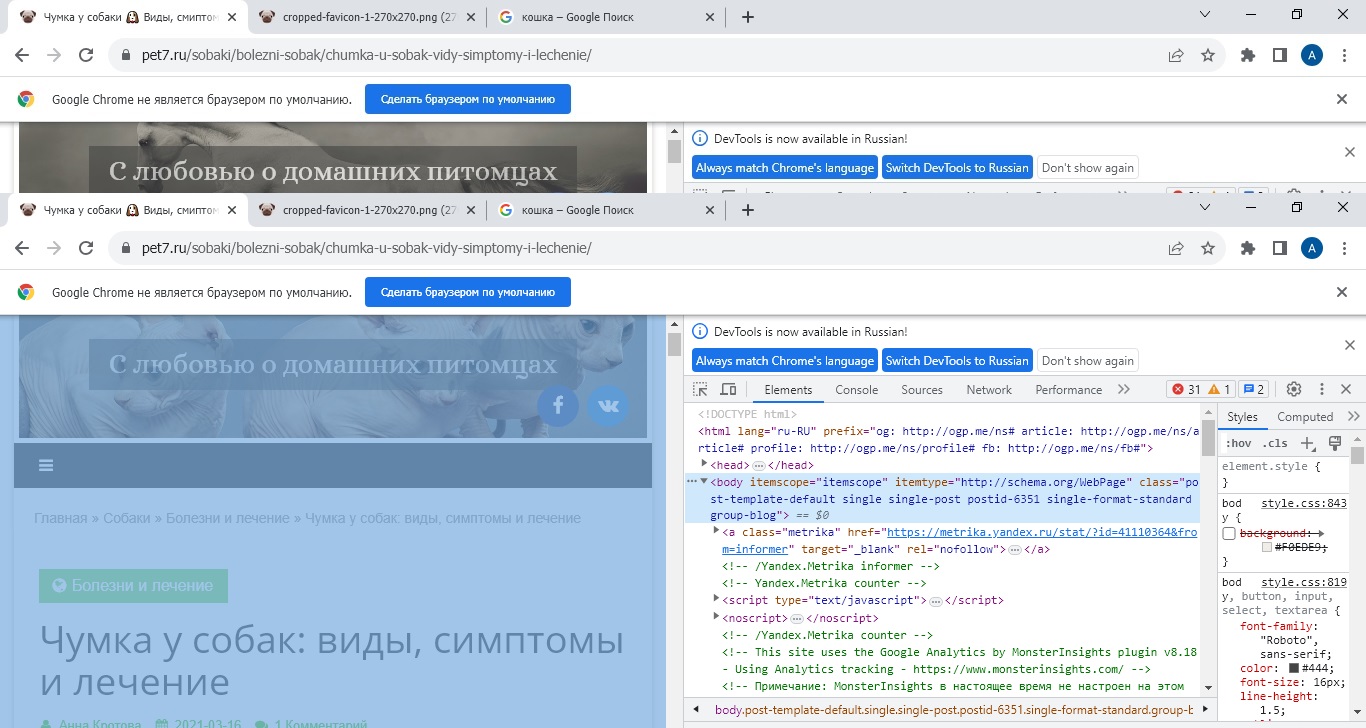 Чумка у собаки Виды, симптом
cropped-favicon-1-270x270.png (27
кошка – Google Поиск
pet7.ru/sobaki/bolezni-sobak/chumka-u-sobak-vidy-simptomy-i-lechenie/
A
Google Chrome не является браузером по умолчанию.
Сделать браузером по умолчанию
С любовью о домашних питомцах
DevTools is now available in Russian!
Always match Chrome's language
Switch DevTools to Russian
Don't show again
Чумка у собаки Виды, симптом
cropped-favicon-1-270x270.png (27
кошка – Google Поиск
pet7.ru/sobaki/bolezni-sobak/chumka-u-sobak-vidy-simptomy-i-lechenie/
A
Google Chrome не является браузером по умолчанию.
Сделать браузером по умолчанию
С любовью о домашних питомцах
Главная » Собаки » Болезни и лечение » Чумка у собак: виды, симптомы и лечение
Болезни и лечение
Чумка у собак: виды, симптомы
и лечение
Анна Кротова 2021-03-16 1 Комментарий
DevTools is now available in Russian!
Always match Chrome's language
Switch DevTools to Russian
Don't show again
Elements Console Sources Network Performance 31 1 2
<!DOCTYPE html>
<html lang="ru-RU" prefix="og: http://ogp.me/ns# article: http://ogp.me/ns/a
rticle# profile: http://ogp.me/ns/profile# fb: http://ogp.me/ns/fb#">
<head>…</head>
<body itemscope="itemscope" itemtype="http://schema.org/WebPage" class="po
st-template-default single single-post postid-6351 single-format-standard
group-blog"> == $0
<a class="metrika" href="https://metrika.yandex.ru/stat/?id=41110364&fro
m=informer" target="_blank" rel="nofollow">…</a>
<!-- /Yandex.Metrika informer -->
<!-- Yandex.Metrika counter -->
<script type="text/javascript">…</script>
<noscript>…</noscript>
<!-- /Yandex.Metrika counter -->
<!-- This site uses the Google Analytics by MonsterInsights plugin v8.18
- Using Analytics tracking - https://www.monsterinsights.com/ -->
<!-- Примечание: MonsterInsights в настоящее время не настроен на этом
body.post-template-default.single.single-post.postid-6351.single-format-standard.group-b
Styles Computed
:hov .cls
element.style {
}
bod style.css:843
y {
background:
#F0EDE9;
}
bod style.css:819
y, button, input,
select, textarea {
font-family:
"Roboto",
sans-serif;
color: #444;
font-size: 16px;
line-height:
1.5;